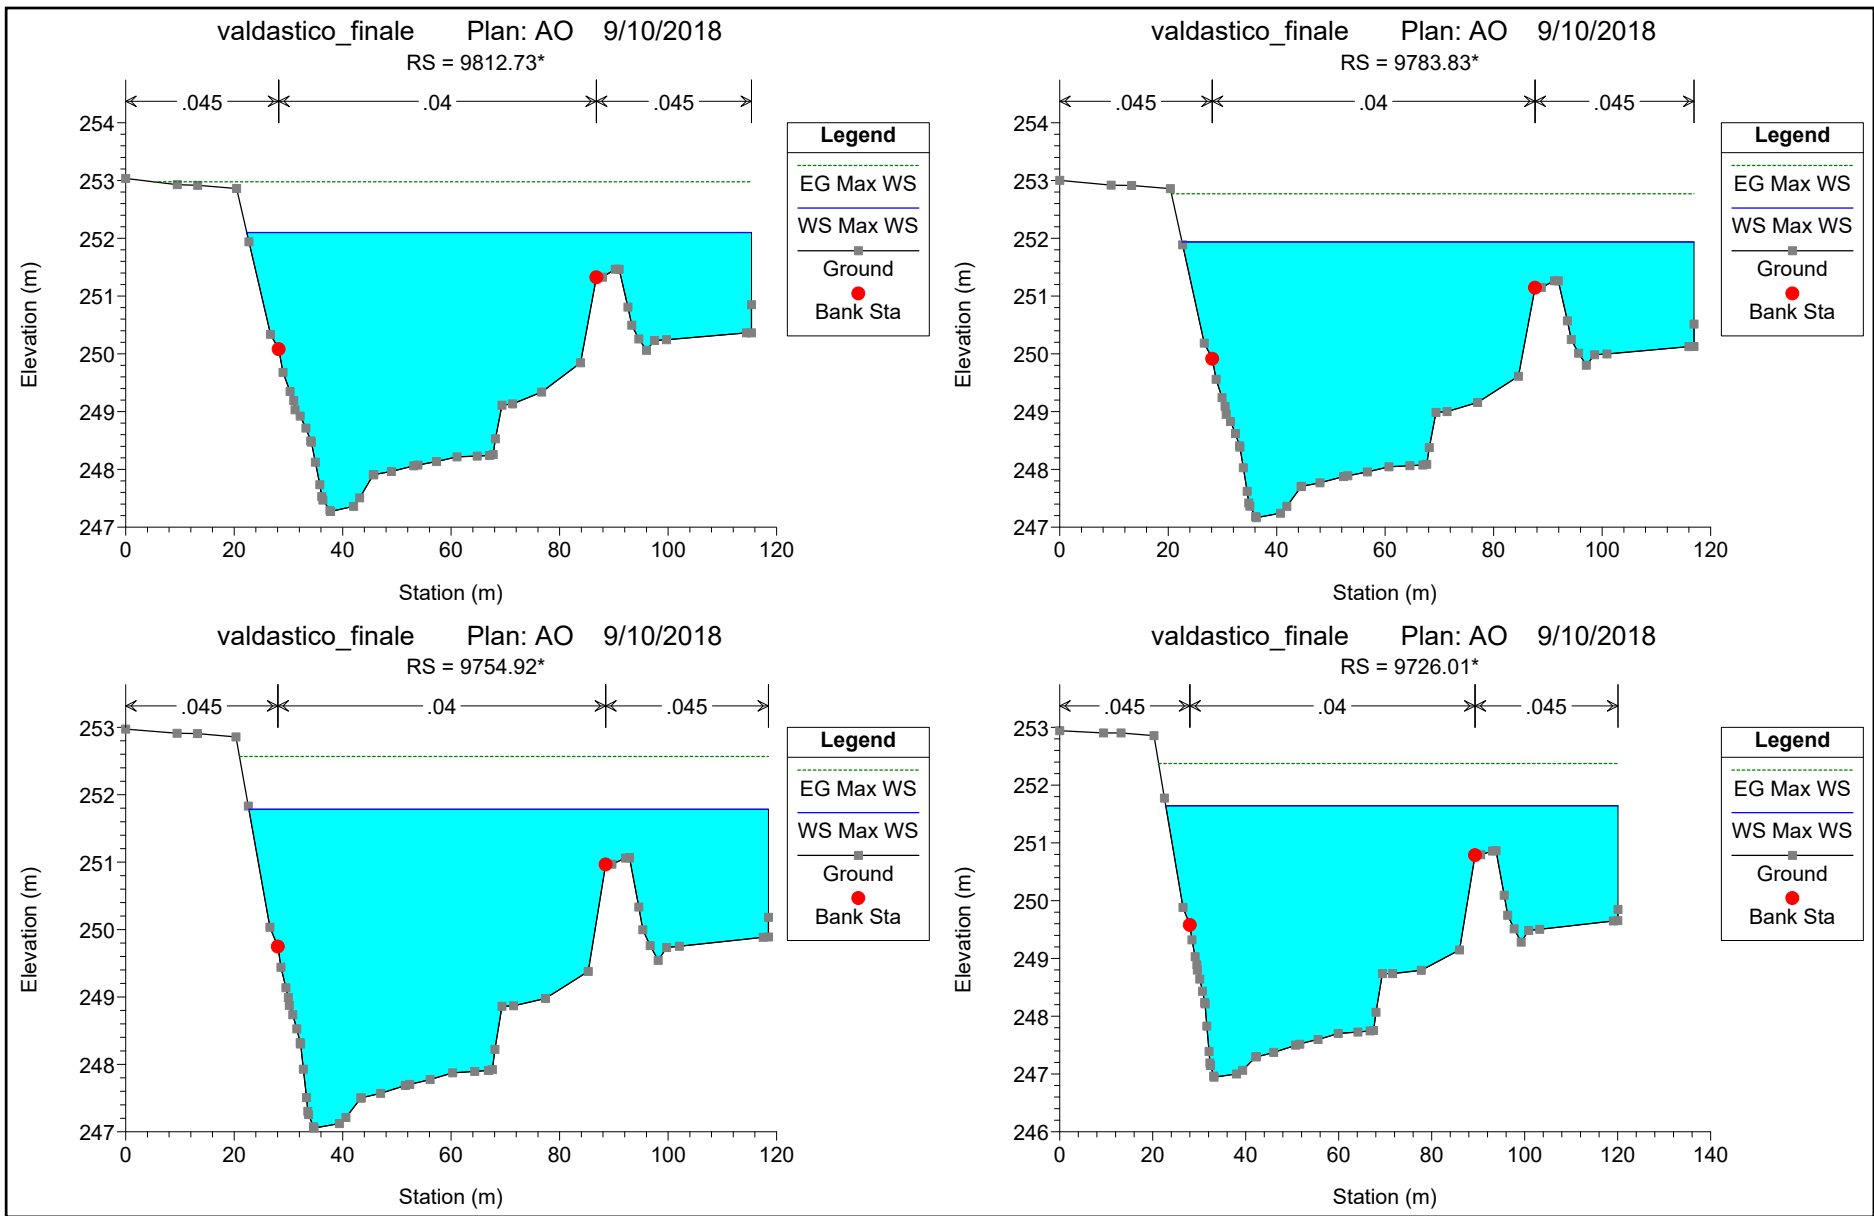 valdastico_finale Plan: AO 9/10/2018
RS = 9812.73*
.045 .04 .045
254
253
252
251
250
249
248
247
0 20 40 60 80 100 120
Station (m)
Elevation (m)
Legend
EG Max WS
WS Max WS
Ground
Bank Sta
valdastico_finale Plan: AO 9/10/2018
RS = 9783.83*
.045 .04 .045
254
253
252
251
250
249
248
247
0 20 40 60 80 100 120
Station (m)
Elevation (m)
Legend
EG Max WS
WS Max WS
Ground
Bank Sta
valdastico_finale Plan: AO 9/10/2018
RS = 9754.92*
.045 .04 .045
253
252
251
250
249
248
247
0 20 40 60 80 100 120
Station (m)
Elevation (m)
Legend
EG Max WS
WS Max WS
Ground
Bank Sta
valdastico_finale Plan: AO 9/10/2018
RS = 9726.01*
.045 .04 .045
253
252
251
250
249
248
247
246
0 20 40 60 80 100 120 140
Station (m)
Elevation (m)
Legend
EG Max WS
WS Max WS
Ground
Bank Sta